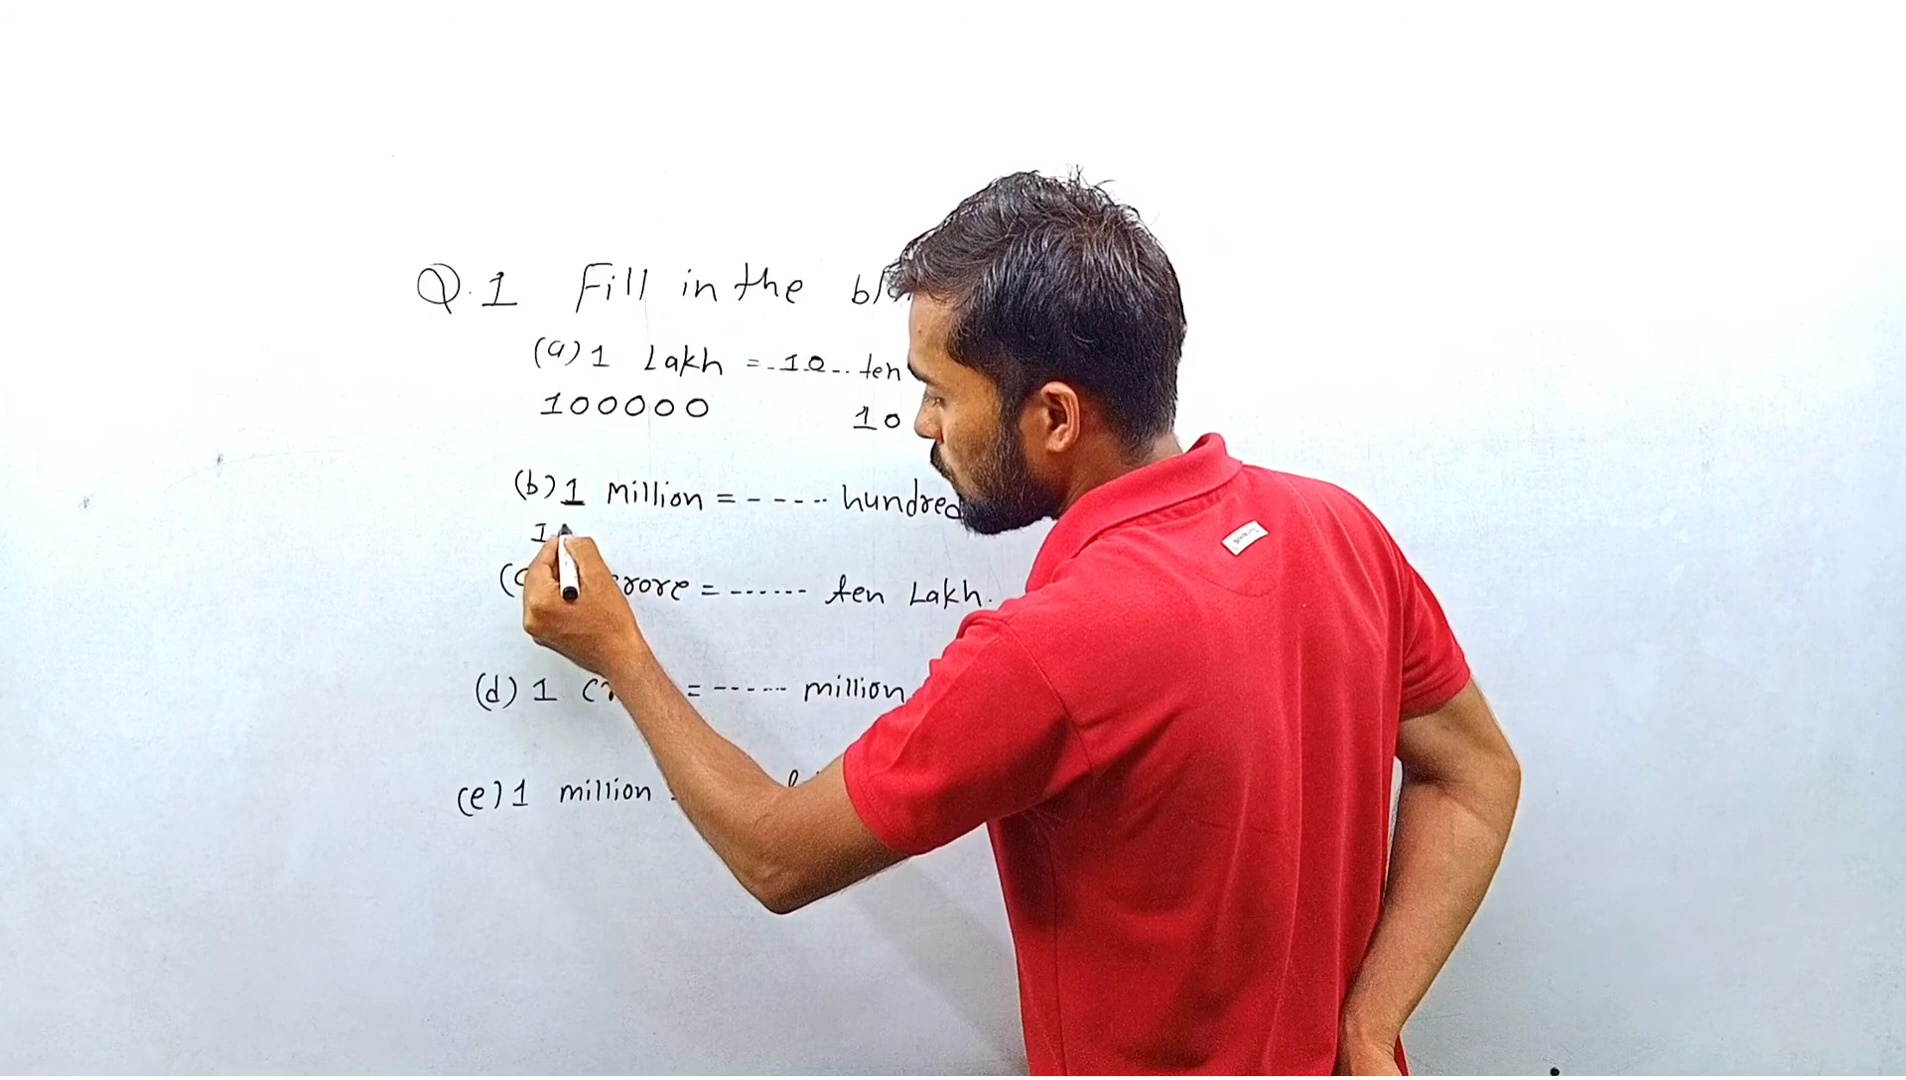 Q.1 Fill in the
(a) 1 Lakh = -10-- ten
100000 10
(b) 1 million = ----- hundred
1
= ------ ten Lakh.
(d) 1 = ----- million
(e) 1 million